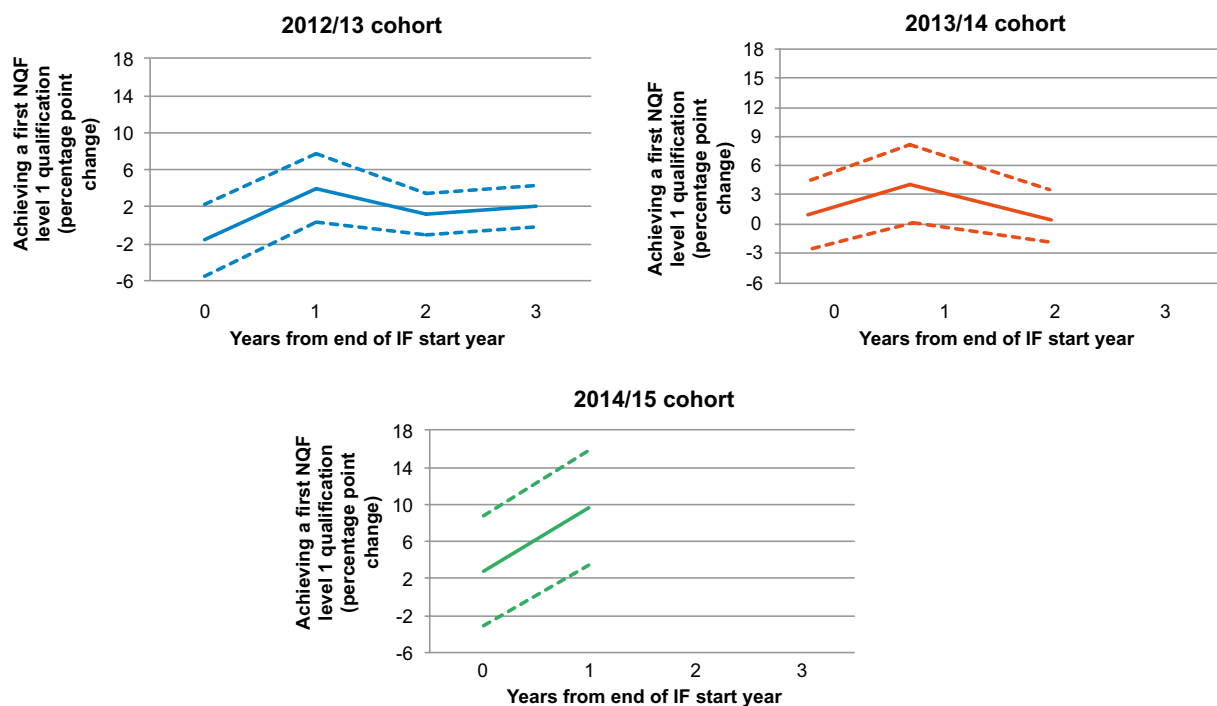 2012/13 cohort
Achieving a first NQF
level 1 qualification
(percentage point
change)
18
14
10
6
2
-2
-6
0 1 2 3
Years from end of IF start year
2013/14 cohort
Achieving a first NQF
level 1 qualification
(percentage point
change)
18
15
12
9
6
3
0
-3
-6
0 1 2 3
Years from end of IF start year
2014/15 cohort
Achieving a first NQF
level 1 qualification
(percentage point
change)
18
14
10
6
2
-2
-6
0 1 2 3
Years from end of IF start year